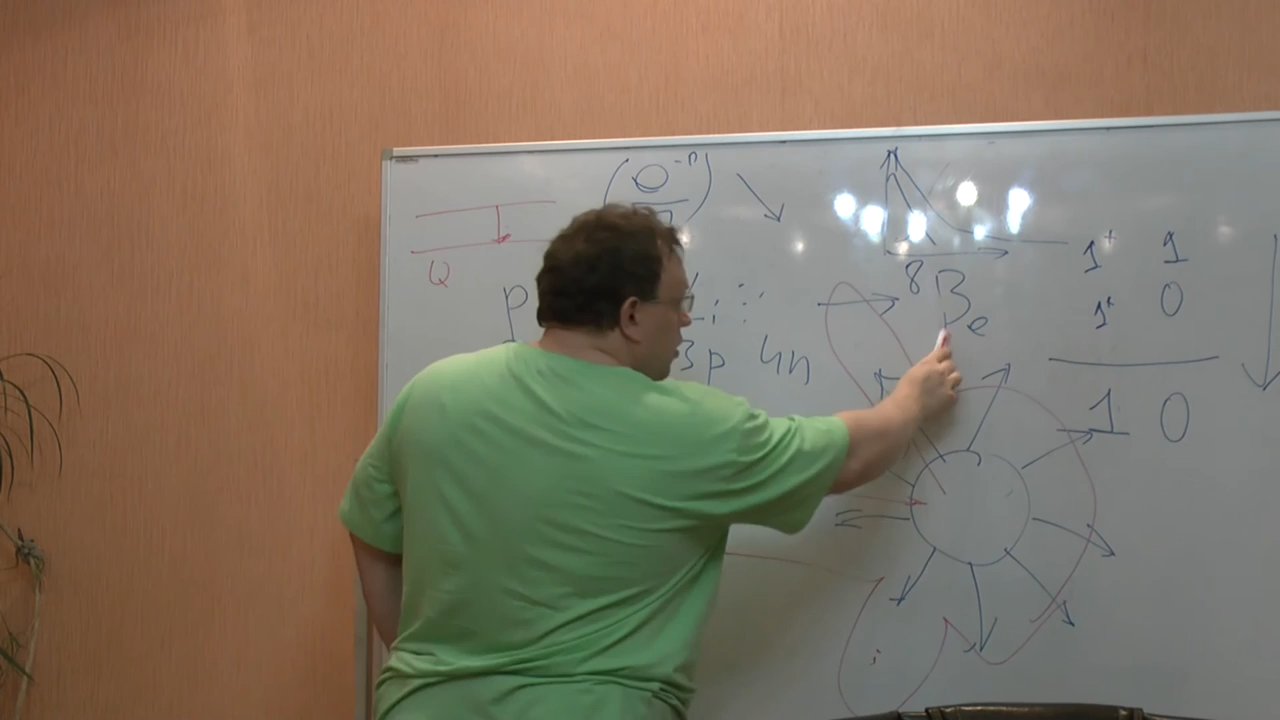 Q
p Li → ⁸Be
3p 4n
1⁺ 1
1⁺ 0
1 0